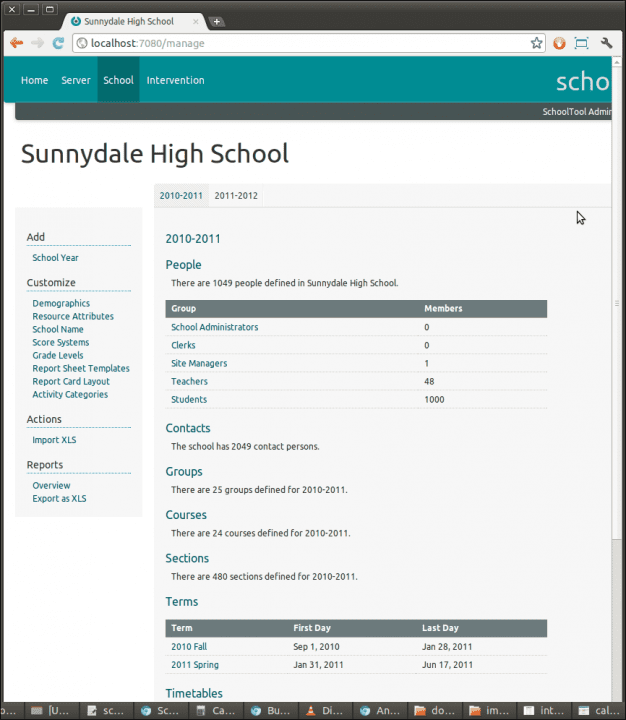 Sunnydale High School
localhost:7080/manage
Home Server School Intervention scho
SchoolTool Admin
Sunnydale High School
2010-2011 2011-2012
Add
School Year
Customize
Demographics
Resource Attributes
School Name
Score Systems
Grade Levels
Report Sheet Templates
Report Card Layout
Activity Categories
Actions
Import XLS
Reports
Overview
Export as XLS
2010-2011
People
There are 1049 people defined in Sunnydale High School.
Group Members
School Administrators 0
Clerks 0
Site Managers 1
Teachers 48
Students 1000
Contacts
The school has 2049 contact persons.
Groups
There are 25 groups defined for 2010-2011.
Courses
There are 24 courses defined for 2010-2011.
Sections
There are 480 sections defined for 2010-2011.
Terms
Term First Day Last Day
2010 Fall Sep 1, 2010 Jan 28, 2011
2011 Spring Jan 31, 2011 Jun 17, 2011
Timetables
o... [U... sc... Sc... Ca... Bu... Di... An... do... im... int... cal...